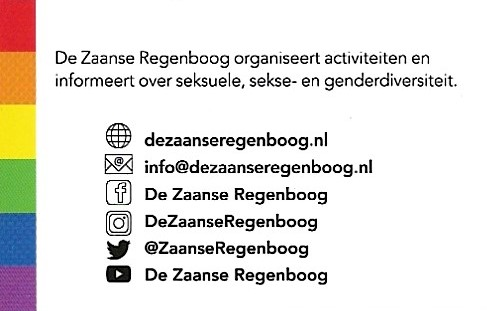 De Zaanse Regenboog organiseert activiteiten en
informeert over seksuele, sekse- en genderdiversiteit.
dezaanseregenboog.nl
info@dezaanseregenboog.nl
De Zaanse Regenboog
DeZaanseRegenboog
@ZaanseRegenboog
De Zaanse Regenboog